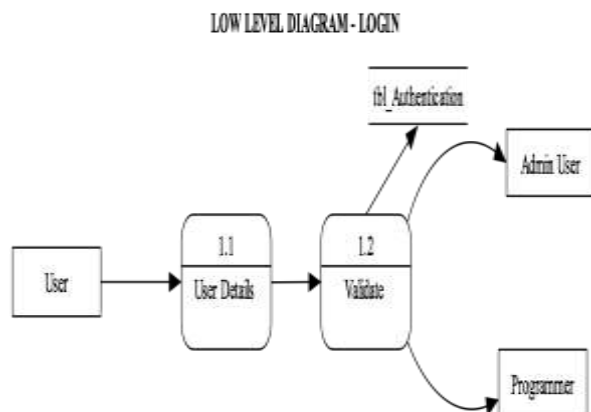 LOW LEVEL DIAGRAM - LOGIN
tbl_Authentication
Admin User
1.1
1.2
User
User Details
Validate
Programmer